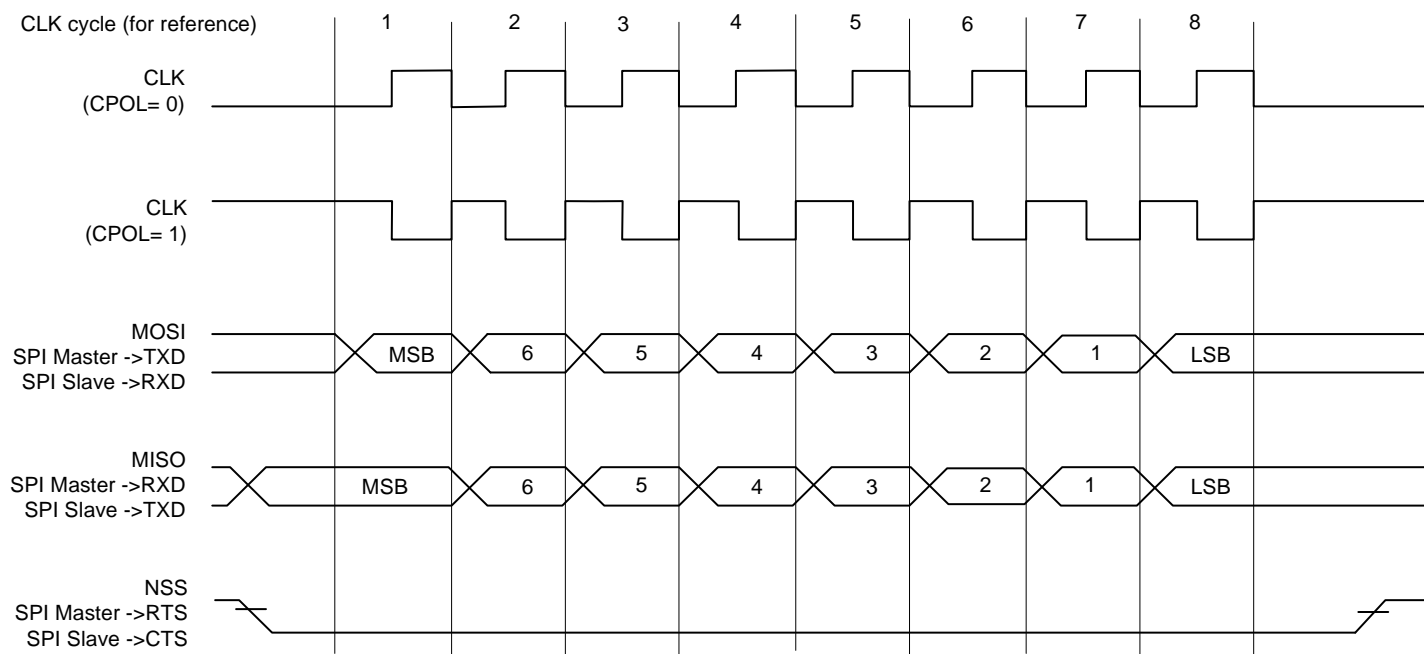 CLK cycle (for reference) 1 2 3 4 5 6 7 8
CLK
(CPOL= 0)
CLK
(CPOL= 1)
MOSI
SPI Master ->TXD MSB 6 5 4 3 2 1 LSB
SPI Slave ->RXD
MISO
SPI Master ->RXD MSB 6 5 4 3 2 1 LSB
SPI Slave ->TXD
NSS
SPI Master ->RTS
SPI Slave ->CTS